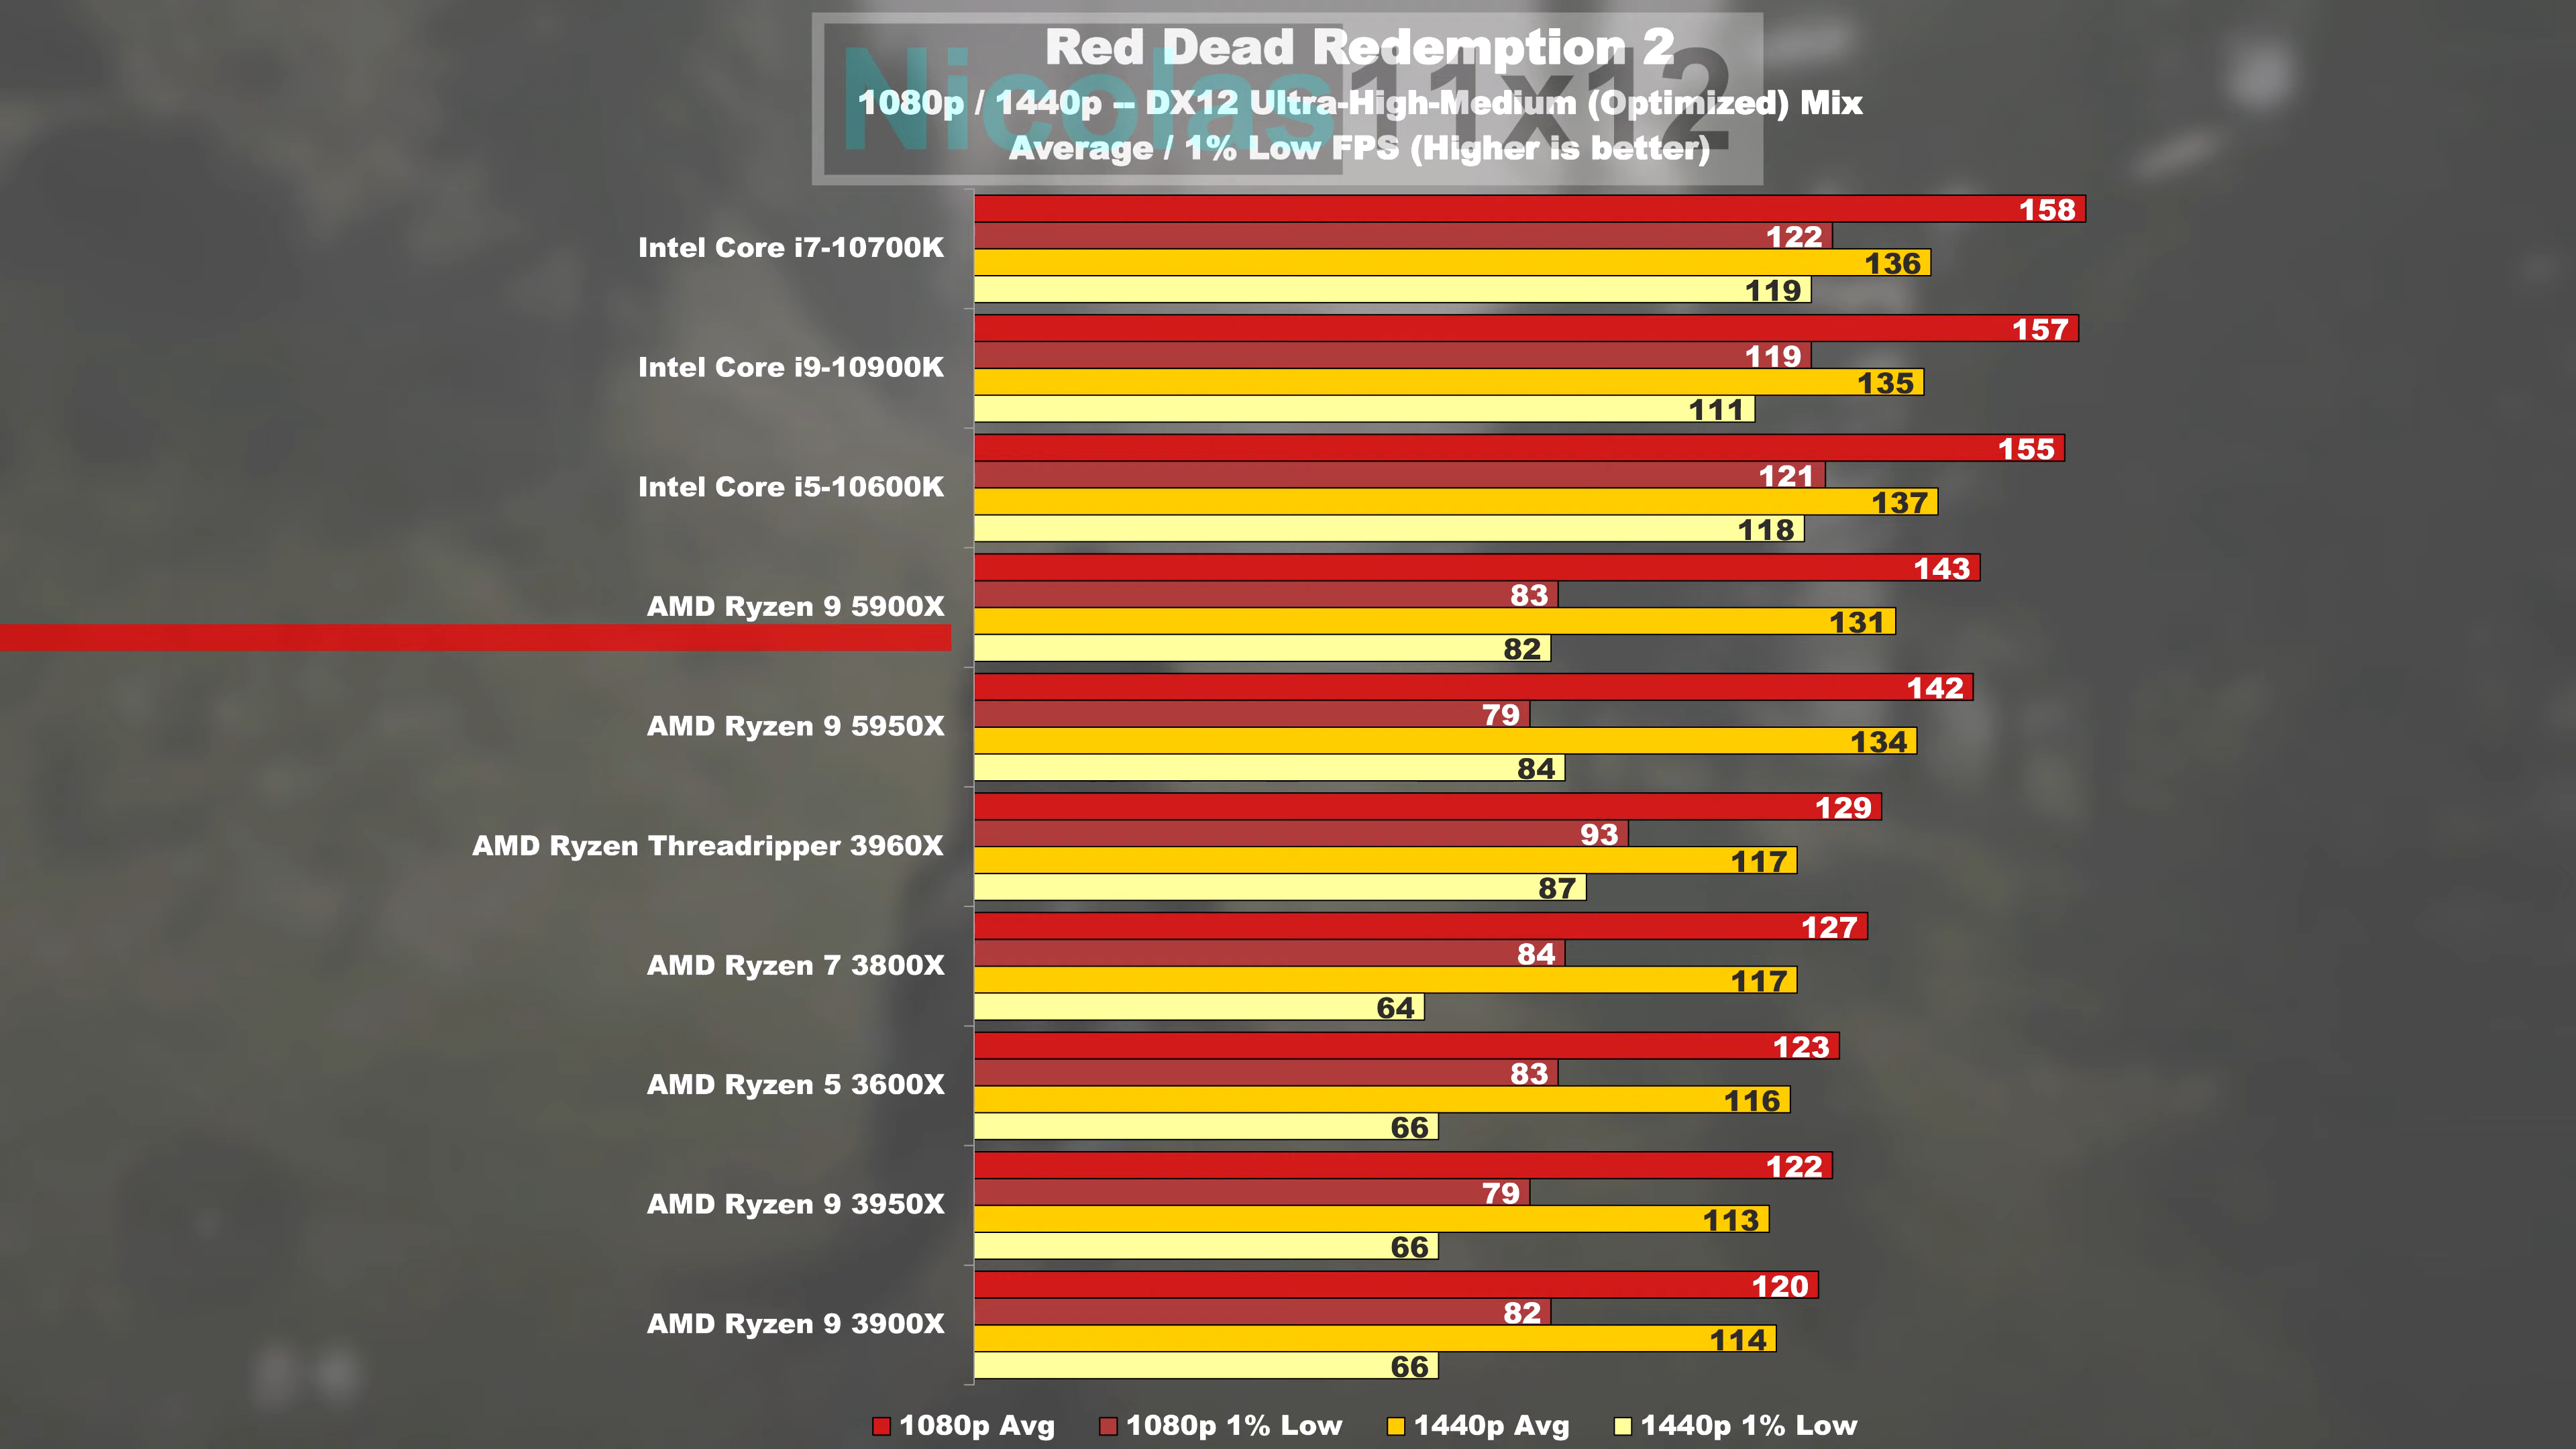 Red Dead Redemption 2
Nicolas11x12
1080p / 1440p -- DX12 Ultra-High-Medium (Optimized) Mix
Average / 1% Low FPS (Higher is better)
Intel Core i7-10700K
158
122
136
119
Intel Core i9-10900K
157
119
135
111
Intel Core i5-10600K
155
121
137
118
AMD Ryzen 9 5900X
143
83
131
82
AMD Ryzen 9 5950X
142
79
134
84
AMD Ryzen Threadripper 3960X
129
93
117
87
AMD Ryzen 7 3800X
127
84
117
64
AMD Ryzen 5 3600X
123
83
116
66
AMD Ryzen 9 3950X
122
79
113
66
AMD Ryzen 9 3900X
120
82
114
66
1080p Avg 1080p 1% Low 1440p Avg 1440p 1% Low